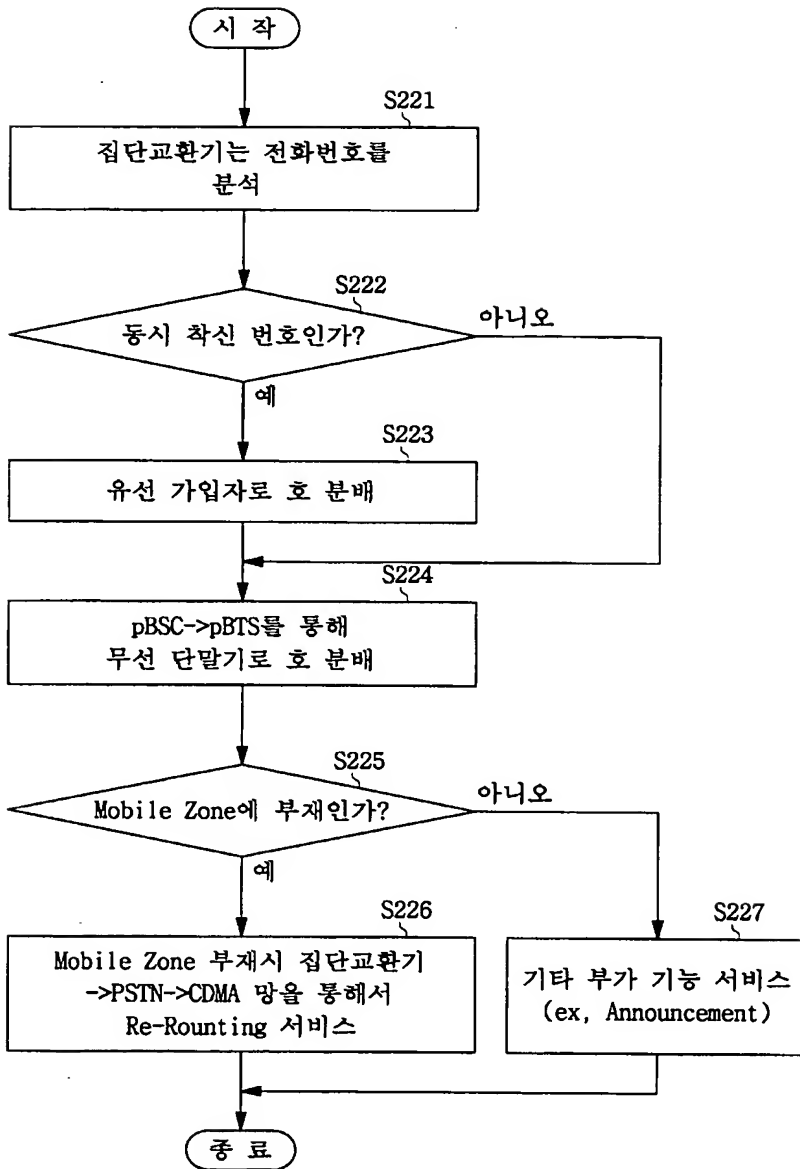 시 작
S221
집단교환기는 전화번호를
분석
S222
동시 착신 번호인가?
아니오
예
S223
유선 가입자로 호 분배
S224
pBSC->pBTS를 통해
무선 단말기로 호 분배
S225
Mobile Zone에 부재인가?
아니오
예
S226
Mobile Zone 부재시 집단교환기
->PSTN->CDMA 망을 통해서
Re-Rounting 서비스
S227
기타 부가 기능 서비스
(ex, Announcement)
종 료